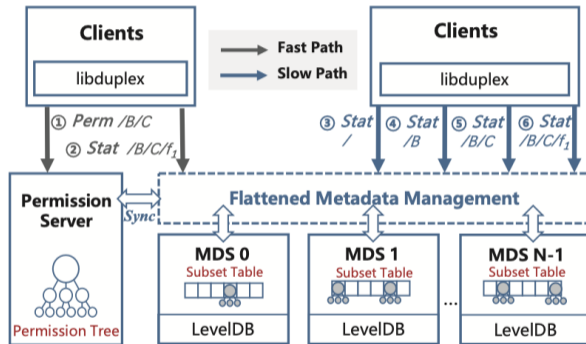 Clients
libduplex
Fast Path
Slow Path
Clients
libduplex
① Perm /B/C
② Stat /B/C/f1
③ Stat
/
④ Stat
/B
⑤ Stat
/B/C
⑥ Stat
/B/C/f1
Permission
Server
Permission Tree
Sync
Flattened Metadata Management
MDS 0
Subset Table
LevelDB
MDS 1
Subset Table
LevelDB
...
MDS N-1
Subset Table
LevelDB